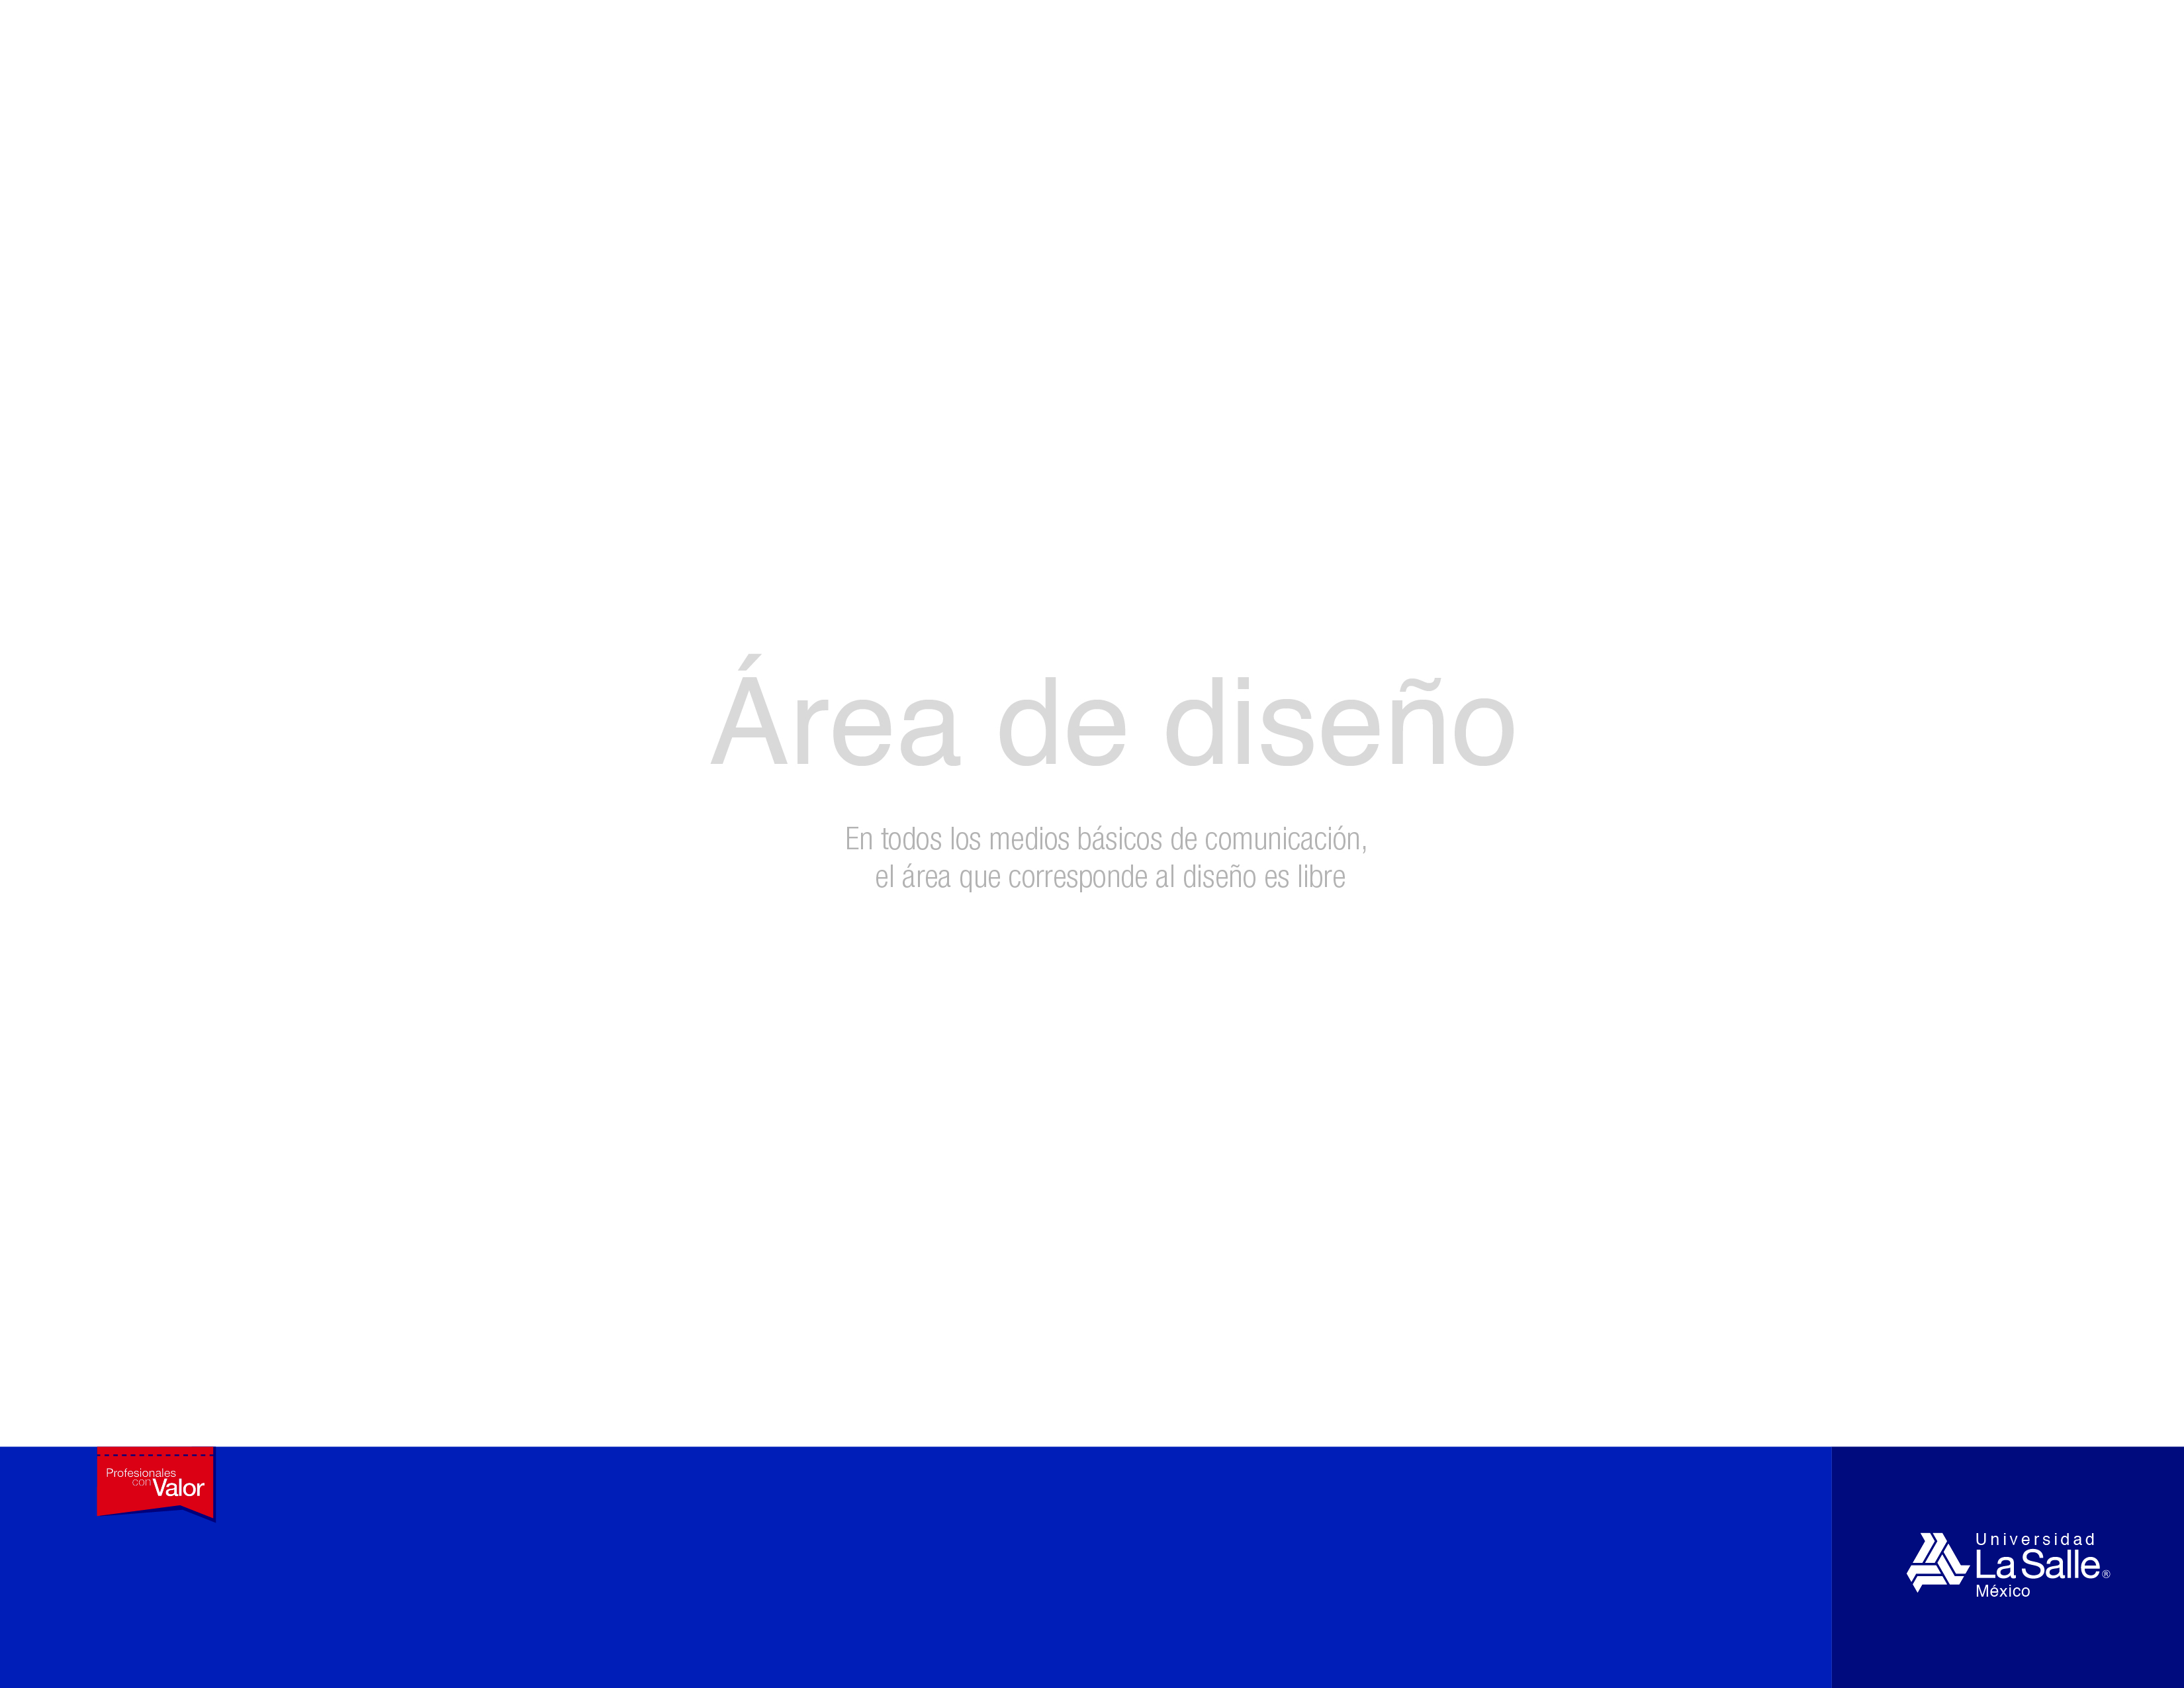 Área de diseño
En todos los medios básicos de comunicación,
el área que corresponde al diseño es libre
Profesionales
con Valor
Universidad
La Salle®
México